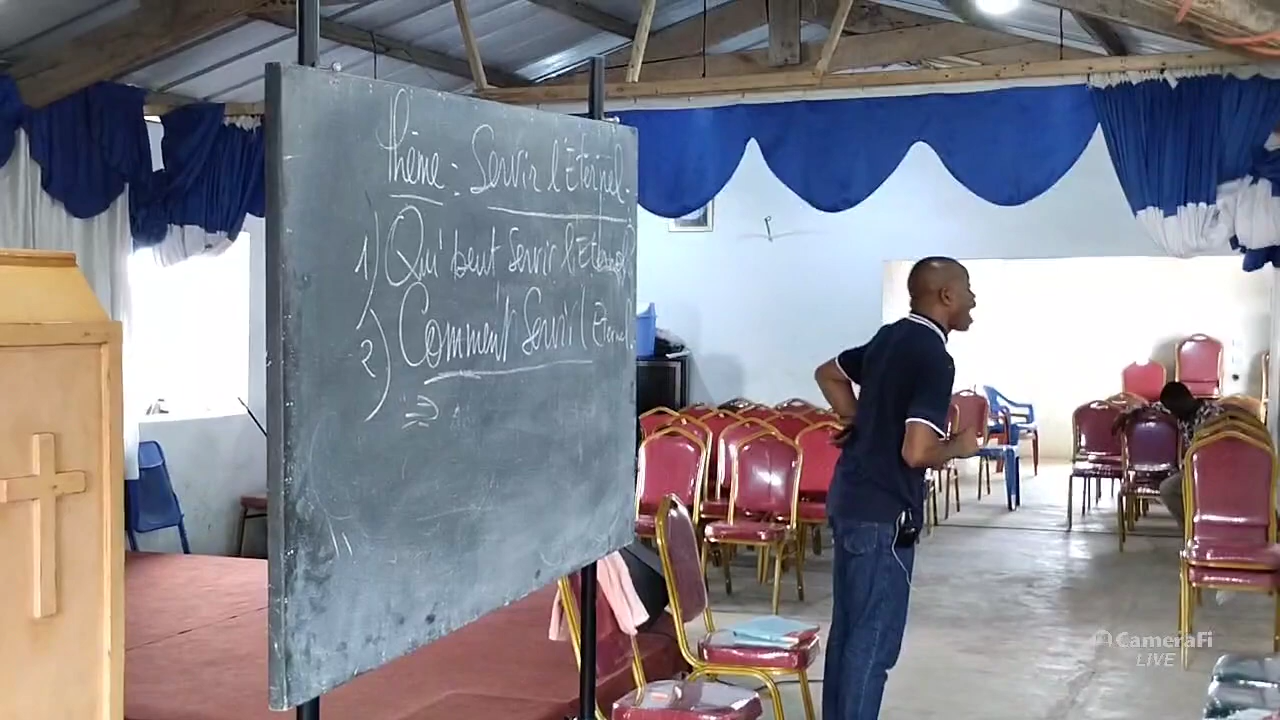 Thème : Servir l'Eternel.
1) Qui peut Servir l'Eternel?
2) Comment Servir l'Eternel.
CameraFi
LIVE